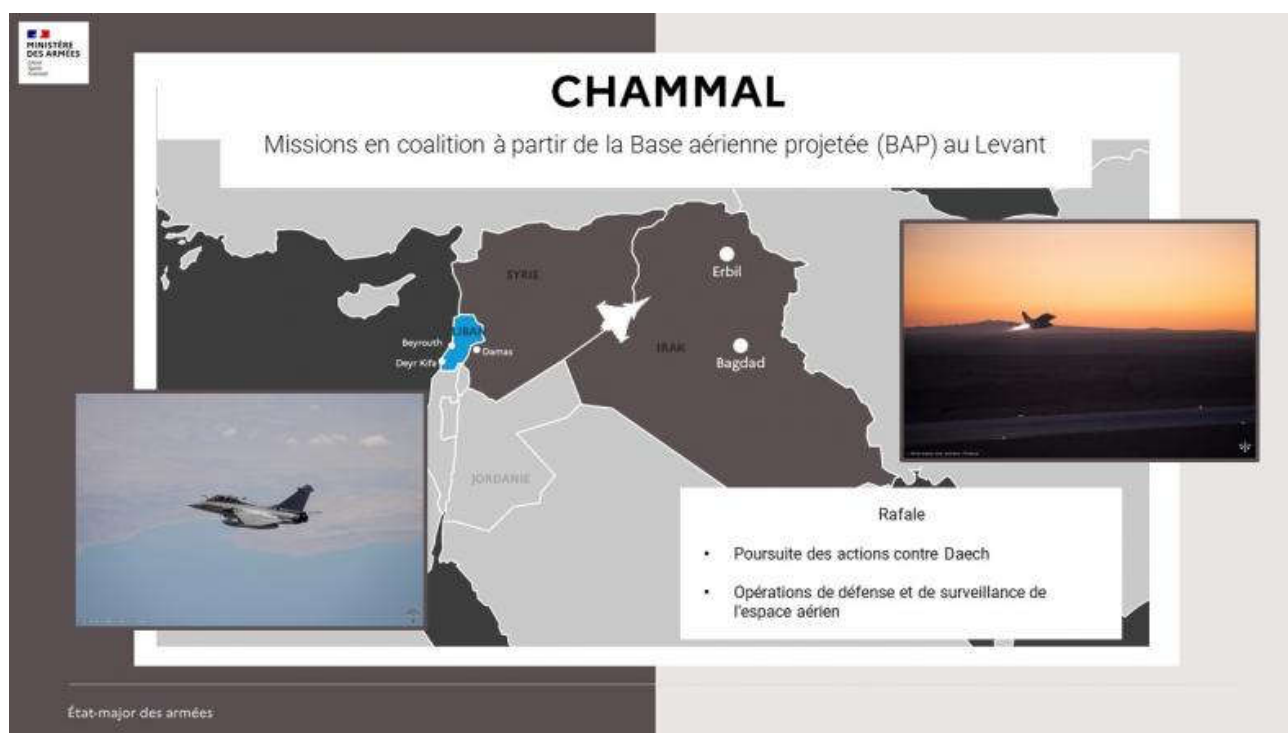 MINISTÈRE
DES ARMÉES
CHAMMAL
Missions en coalition à partir de la Base aérienne projetée (BAP) au Levant
SYRIE
Erbil
LIBAN
Beyrouth
Damas
Deyr Kifa
IRAK
Bagdad
JORDANIE
Rafale
• Poursuite des actions contre Daech
• Opérations de défense et de surveillance de
l'espace aérien
État-major des armées